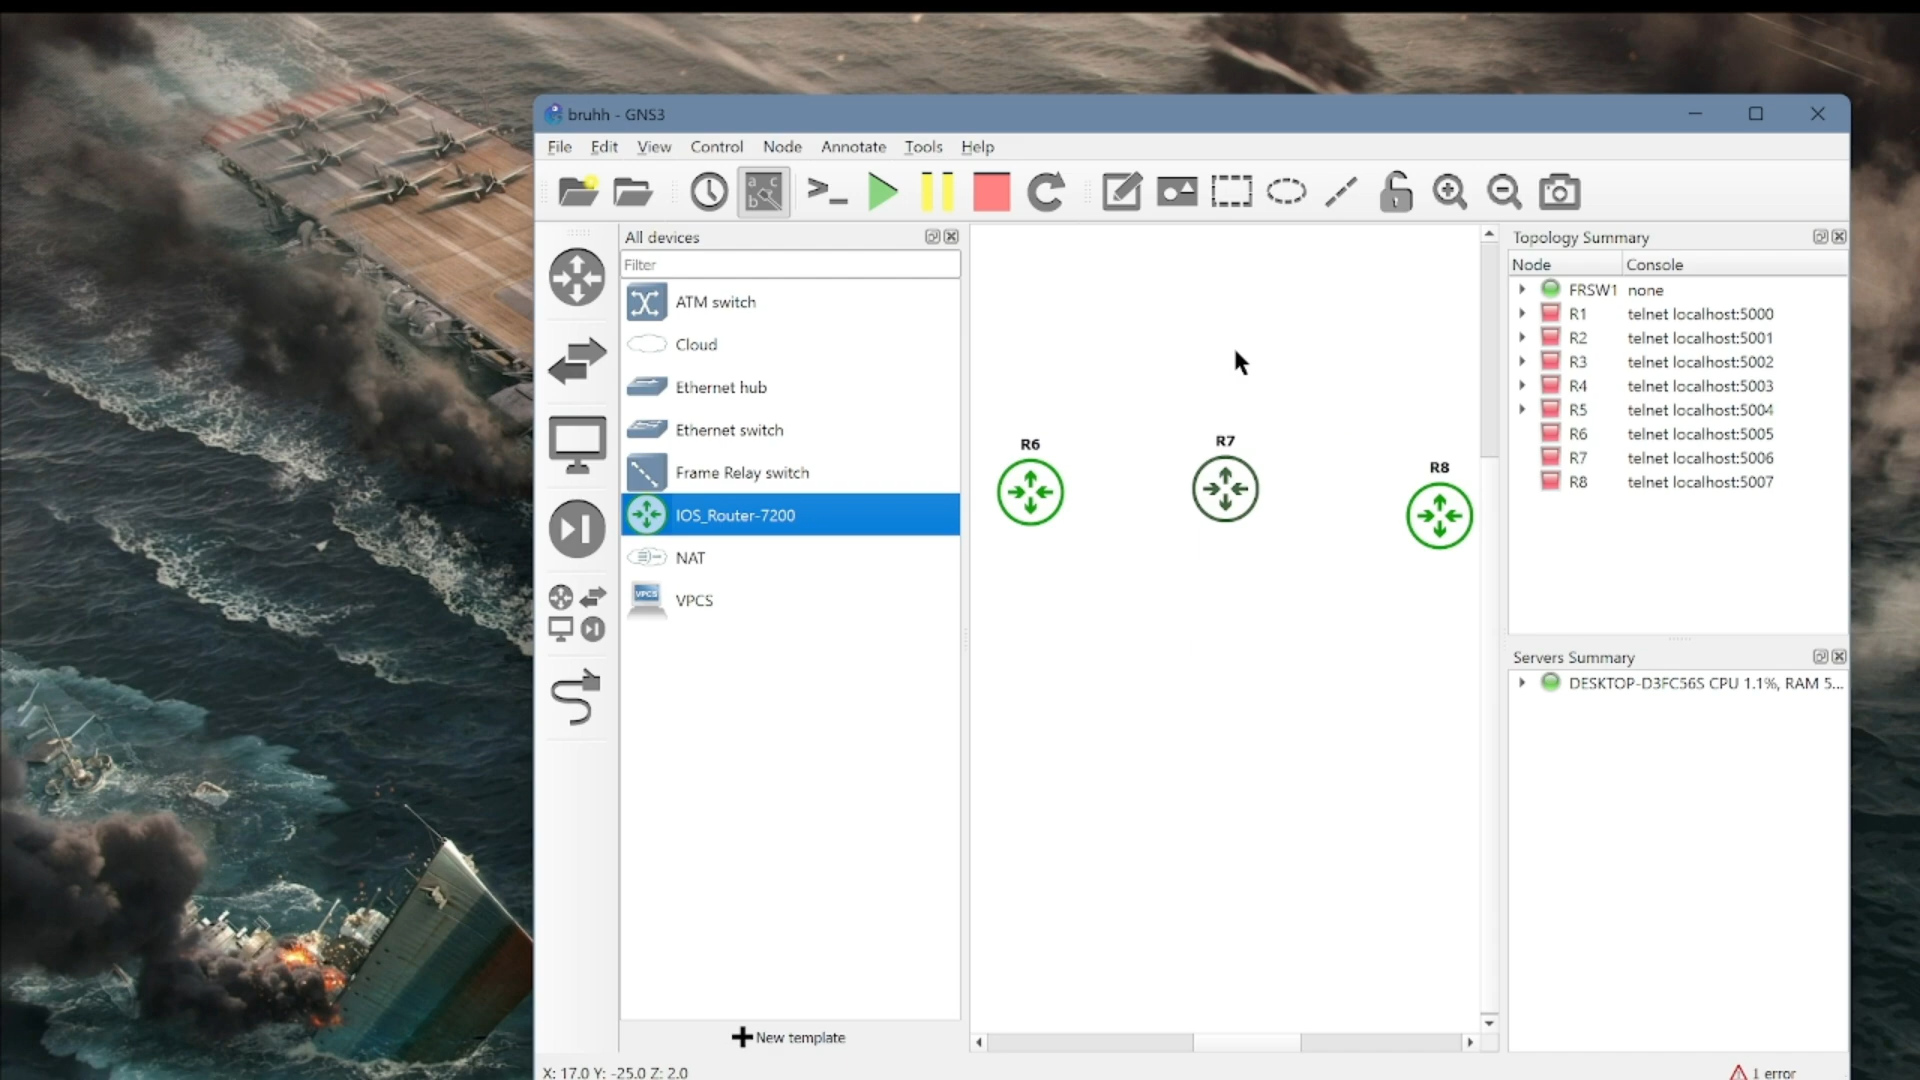 bruhh - GNS3
File Edit View Control Node Annotate Tools Help
All devices
Filter
ATM switch
Cloud
Ethernet hub
Ethernet switch
Frame Relay switch
IOS_Router-7200
NAT
VPCS
VPCS
New template
R6
R7
R8
Topology Summary
Node Console
FRSW1 none
R1 telnet localhost:5000
R2 telnet localhost:5001
R3 telnet localhost:5002
R4 telnet localhost:5003
R5 telnet localhost:5004
R6 telnet localhost:5005
R7 telnet localhost:5006
R8 telnet localhost:5007
Servers Summary
DESKTOP-D3FC56S CPU 1.1%, RAM 5...
X: 17.0 Y: -25.0 Z: 2.0
1 error